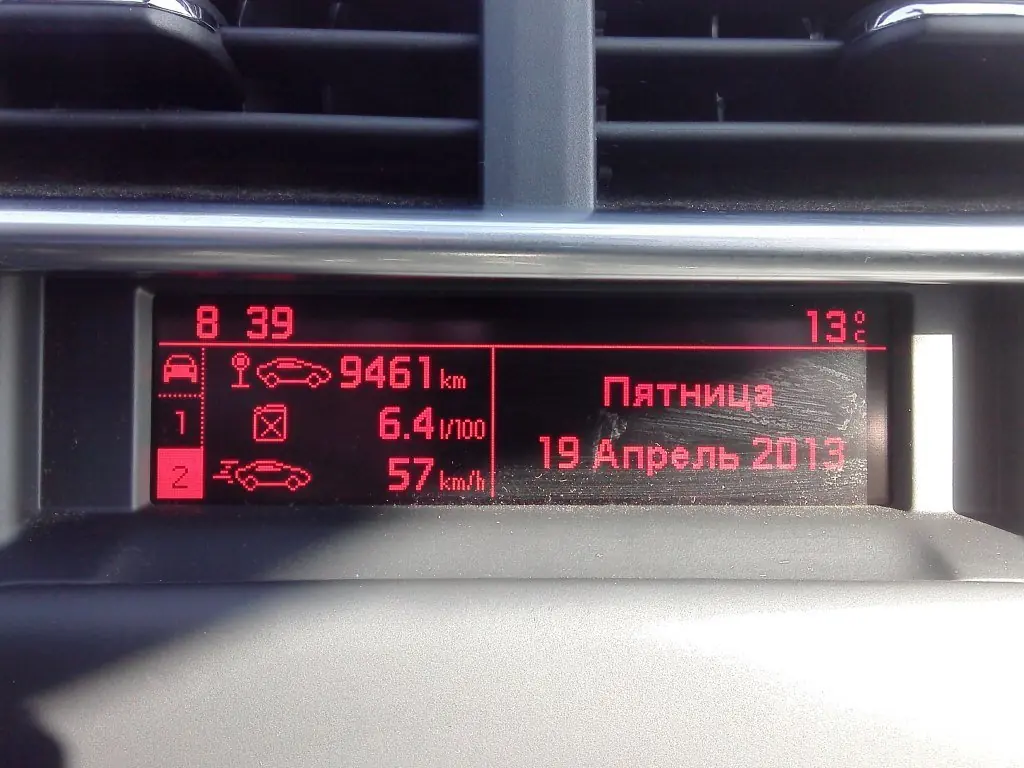 8 39
13°c
9461 km
1
6.4 l/100
2
57 km/h
Пятница
19 Апрель 2013